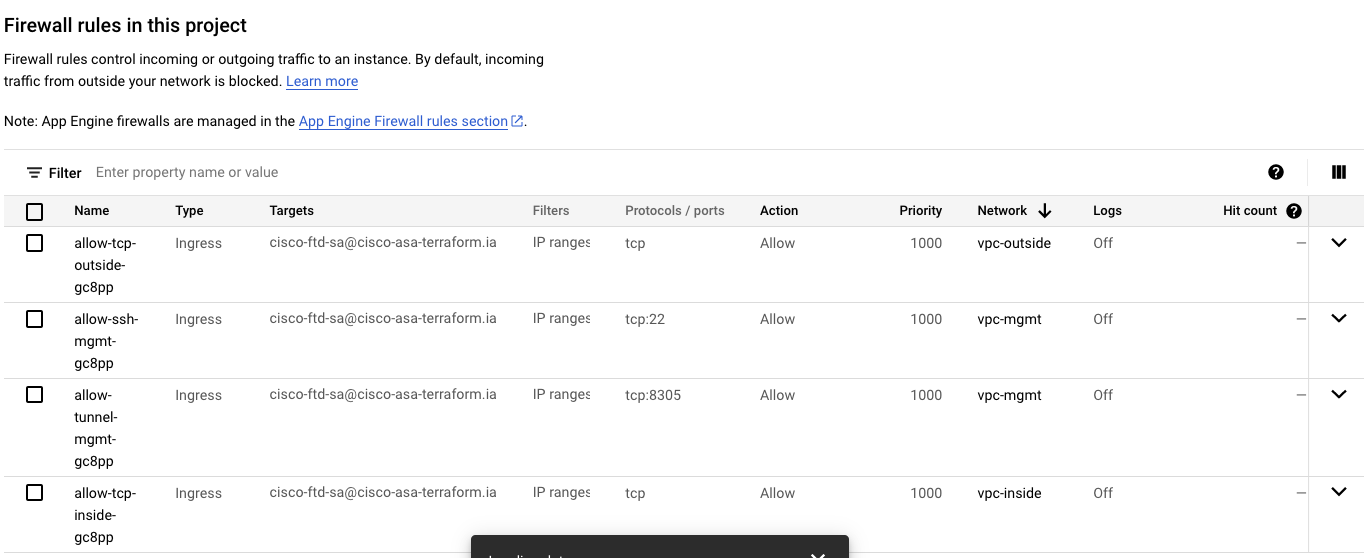 Firewall rules in this project
Firewall rules control incoming or outgoing traffic to an instance. By default, incoming
traffic from outside your network is blocked. Learn more
Note: App Engine firewalls are managed in the App Engine Firewall rules section.
Filter Enter property name or value
Name Type Targets Filters Protocols / ports Action Priority Network Logs Hit count
allow-tcp- Ingress cisco-ftd-sa@cisco-asa-terraform.ia IP ranges tcp Allow 1000 vpc-outside Off —
outside-
gc8pp
allow-ssh- Ingress cisco-ftd-sa@cisco-asa-terraform.ia IP ranges tcp:22 Allow 1000 vpc-mgmt Off —
mgmt-
gc8pp
allow- Ingress cisco-ftd-sa@cisco-asa-terraform.ia IP ranges tcp:8305 Allow 1000 vpc-mgmt Off —
tunnel-
mgmt-
gc8pp
allow-tcp- Ingress cisco-ftd-sa@cisco-asa-terraform.ia IP ranges tcp Allow 1000 vpc-inside Off —
inside-
gc8pp